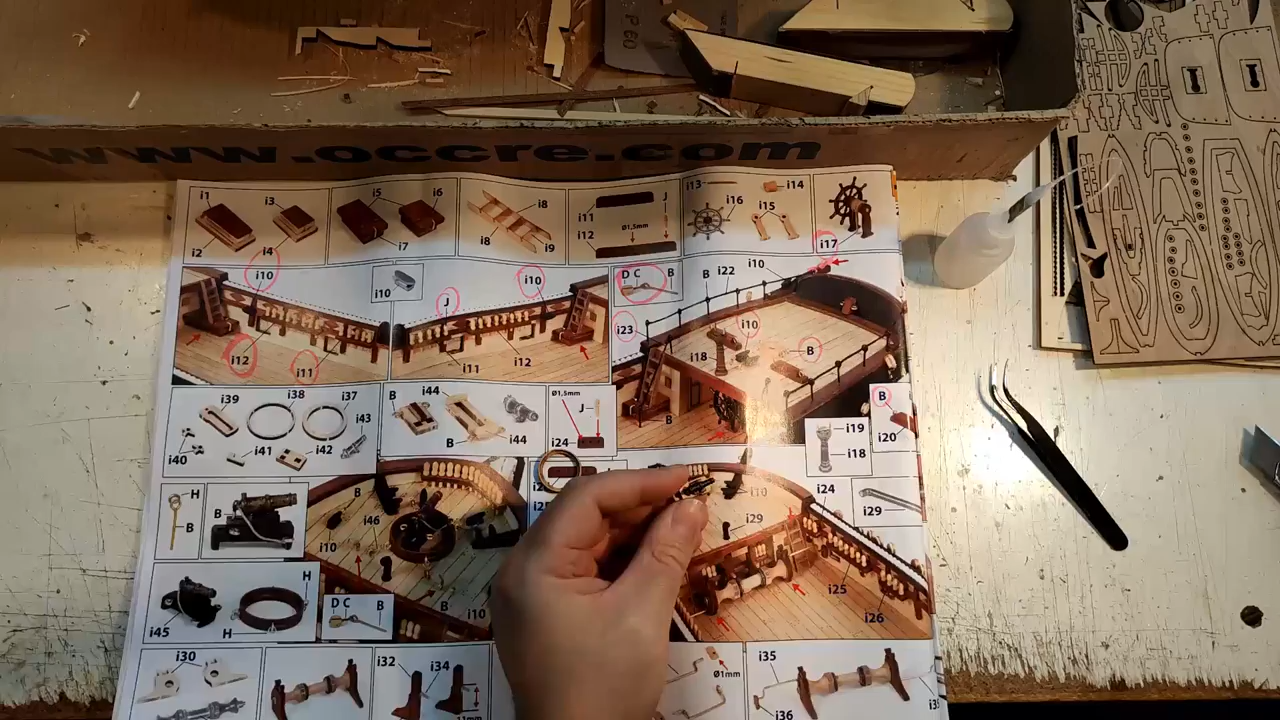 P 60
www.occre.com
i1 i3 i5 i6 i8 J i13 i14
i11 i16 i15
i12 Ø1,5mm
i2 i4 i7 i8 i9 i17
i10 i10 i10 D C B B i22 i10
J i23 i10
B
i12 i11 i11 i12 i18
B
B i20
i39 i38 i37 B i44 Ø1,5mm i19
i43 J i18
i40 i41 i42 B i44 i24
H B i46 i10 i24
B i10 i29 i29
B i25
H D C B i10 i26
i45 H B
i30 i32 i34 Ø1mm i35
11mm i36